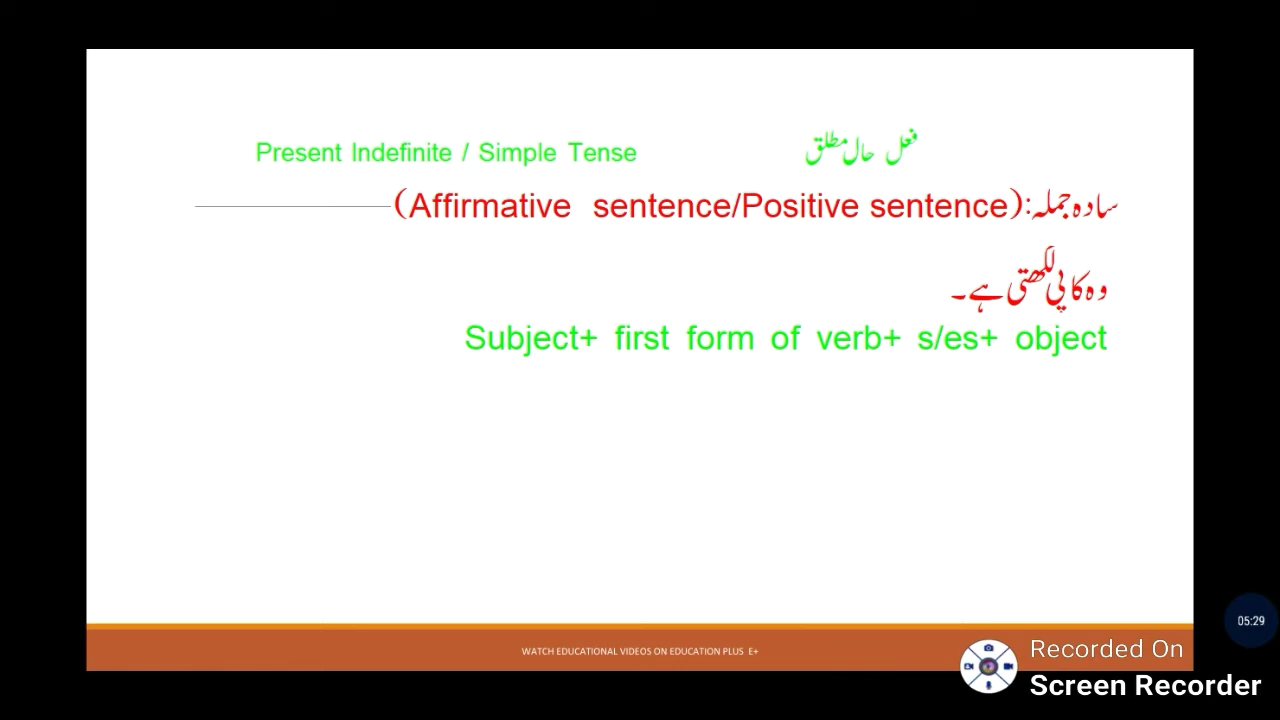 Present Indefinite / Simple Tense فعل حال مطلق
سادہ جملہ:(Affirmative sentence/Positive sentence)
وہ کاپی لکھتی ہے۔
Subject+ first form of verb+ s/es+ object
WATCH EDUCATIONAL VIDEOS ON EDUCATION PLUS E+
05:29
Recorded On
Screen Recorder